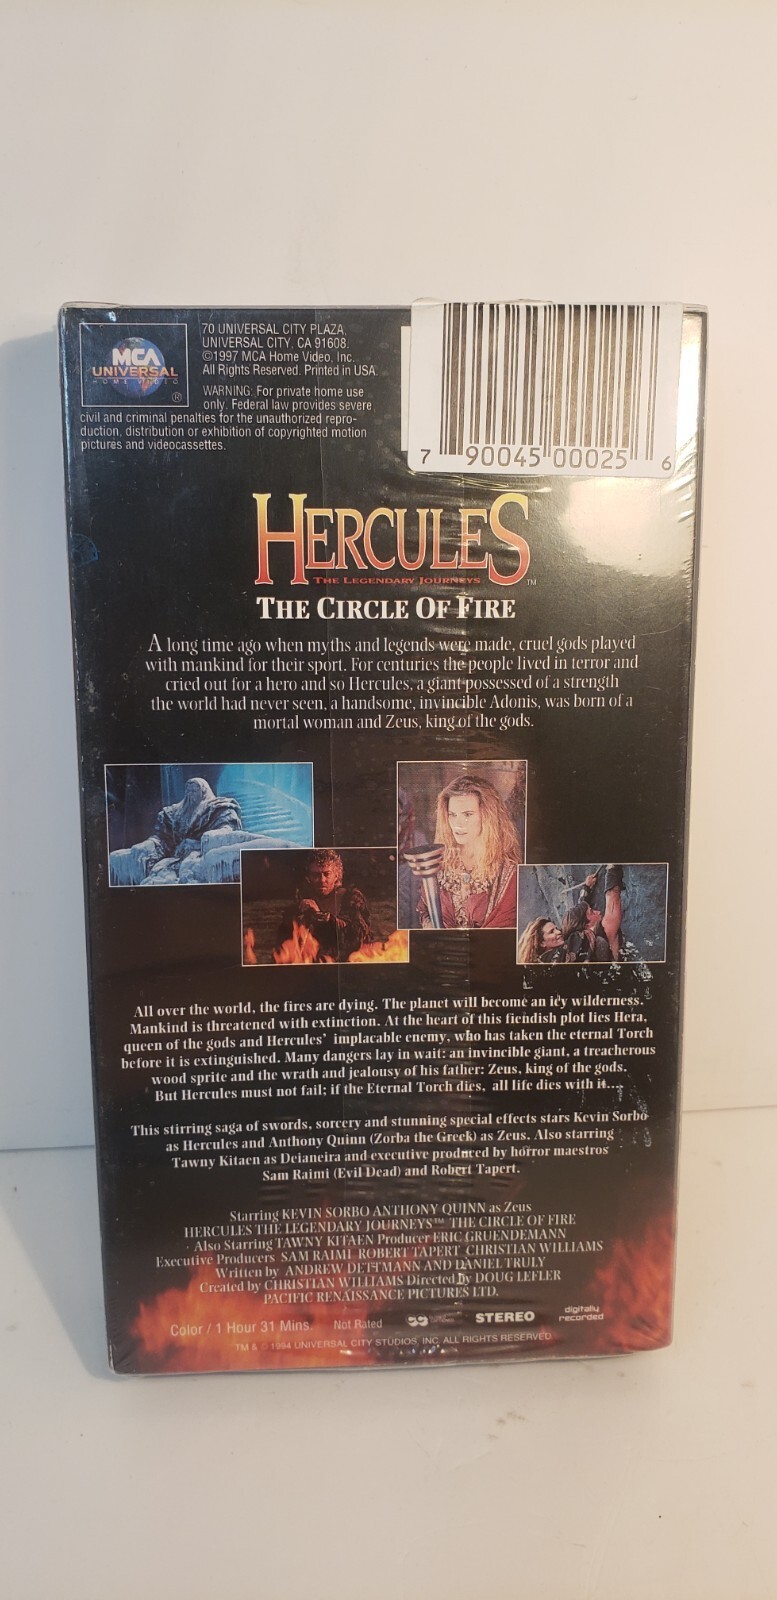 MCA
UNIVERSAL
HOME VIDEO
®
70 UNIVERSAL CITY PLAZA,
UNIVERSAL CITY, CA 91608.
©1997 MCA Home Video, Inc.
All Rights Reserved. Printed in USA.
WARNING: For private home use
only. Federal law provides severe
civil and criminal penalties for the unauthorized repro-
duction, distribution or exhibition of copyrighted motion
pictures and videocassettes.
7 90045 00025 6
HERCULES
THE LEGENDARY JOURNEYS ™
THE CIRCLE OF FIRE
A long time ago when myths and legends were made, cruel gods played
with mankind for their sport. For centuries the people lived in terror and
cried out for a hero and so Hercules, a giant possessed of a strength
the world had never seen, a handsome, invincible Adonis, was born of a
mortal woman and Zeus, king of the gods.
All over the world, the fires are dying. The planet will become an icy wilderness.
Mankind is threatened with extinction. At the heart of this fiendish plot lies Hera,
queen of the gods and Hercules' implacable enemy, who has taken the eternal Torch
before it is extinguished. Many dangers lay in wait: an invincible giant, a treacherous
wood sprite and the wrath and jealousy of his father: Zeus, king of the gods.
But Hercules must not fail; if the Eternal Torch dies, all life dies with it....
This stirring saga of swords, sorcery and stunning special effects stars Kevin Sorbo
as Hercules and Anthony Quinn (Zorba the Greek) as Zeus. Also starring
Tawny Kitaen as Deianeira and executive produced by horror maestros
Sam Raimi (Evil Dead) and Robert Tapert.
Starring KEVIN SORBO ANTHONY QUINN as Zeus
HERCULES THE LEGENDARY JOURNEYS™ THE CIRCLE OF FIRE
Also Starring TAWNY KITAEN Producer ERIC GRUENDEMANN
Executive Producers SAM RAIMI ROBERT TAPERT CHRISTIAN WILLIAMS
Written by ANDREW DETTMANN AND DANIEL TRULY
Created by CHRISTIAN WILLIAMS Directed by DOUG LEFLER
PACIFIC RENAISSANCE PICTURES LTD.
Color / 1 Hour 31 Mins. Not Rated STEREO digitally recorded
TM & © 1994 UNIVERSAL CITY STUDIOS, INC. ALL RIGHTS RESERVED